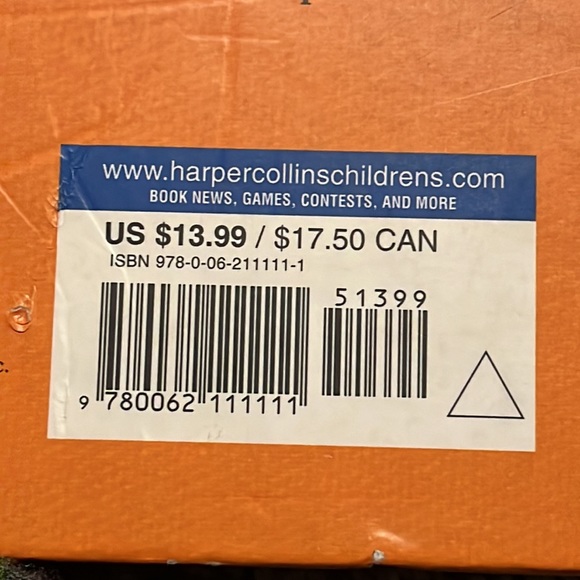 www.harpercollinschildrens.com
BOOK NEWS, GAMES, CONTESTS, AND MORE
US $13.99 / $17.50 CAN
ISBN 978-0-06-211111-1
51399
9 780062 111111
c.